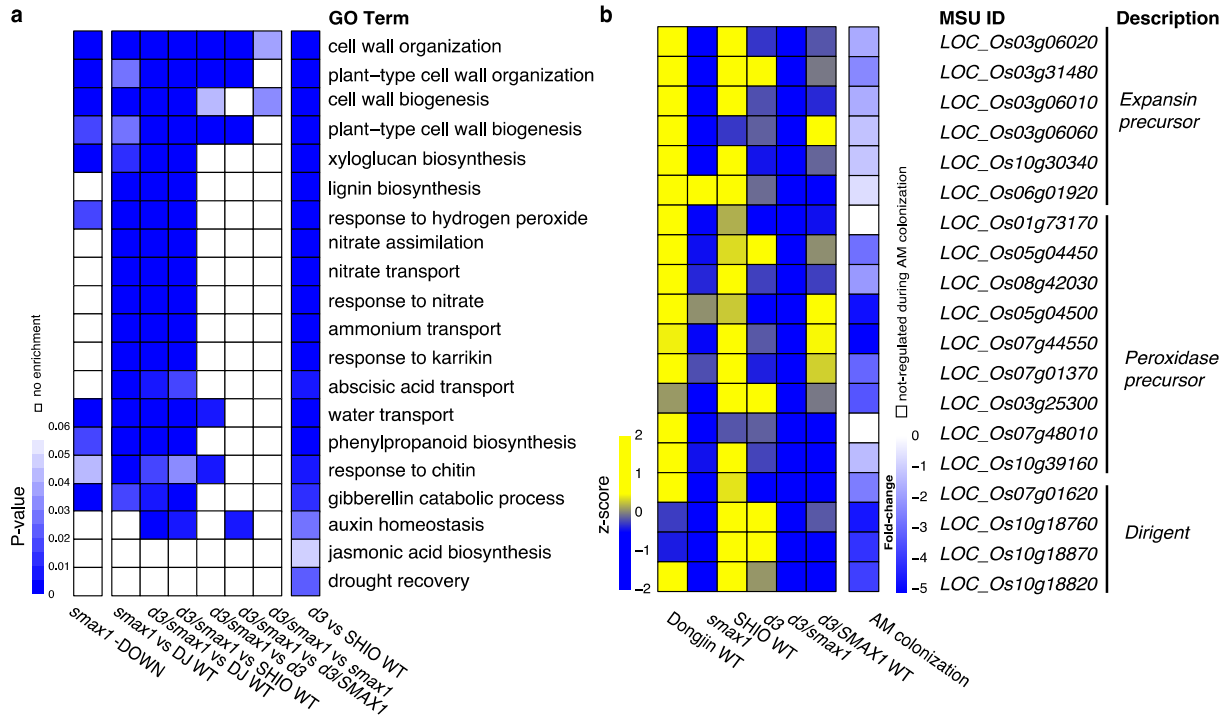 a
GO Term
cell wall organization
plant-type cell wall organization
cell wall biogenesis
plant-type cell wall biogenesis
xyloglucan biosynthesis
lignin biosynthesis
response to hydrogen peroxide
nitrate assimilation
nitrate transport
response to nitrate
ammonium transport
response to karrikin
abscisic acid transport
water transport
phenylpropanoid biosynthesis
response to chitin
gibberellin catabolic process
auxin homeostasis
jasmonic acid biosynthesis
drought recovery
no enrichment
P-value
0.06
0.05
0.04
0.03
0.02
0.01
0
smax1 -DOWN
smax1 vs DJ WT
d3/smax1 vs DJ WT
d3/smax1 vs SHIO WT
d3/smax1 vs d3
d3/smax1 vs d3/SMAX1
d3/smax1 vs smax1
d3 vs SHIO WT
b
MSU ID
Description
LOC_Os03g06020
LOC_Os03g31480
LOC_Os03g06010
LOC_Os03g06060
LOC_Os10g30340
LOC_Os06g01920
LOC_Os01g73170
LOC_Os05g04450
LOC_Os08g42030
LOC_Os05g04500
LOC_Os07g44550
LOC_Os07g01370
LOC_Os03g25300
LOC_Os07g48010
LOC_Os10g39160
LOC_Os07g01620
LOC_Os10g18760
LOC_Os10g18870
LOC_Os10g18820
Expansin
precursor
Peroxidase
precursor
Dirigent
z-score
2
1
0
-1
-2
not-regulated during AM colonization
Fold-change
0
-1
-2
-3
-4
-5
Dongjin WT
smax1
SHIO WT
d3
d3/smax1
d3/SMAX1 WT
AM colonization